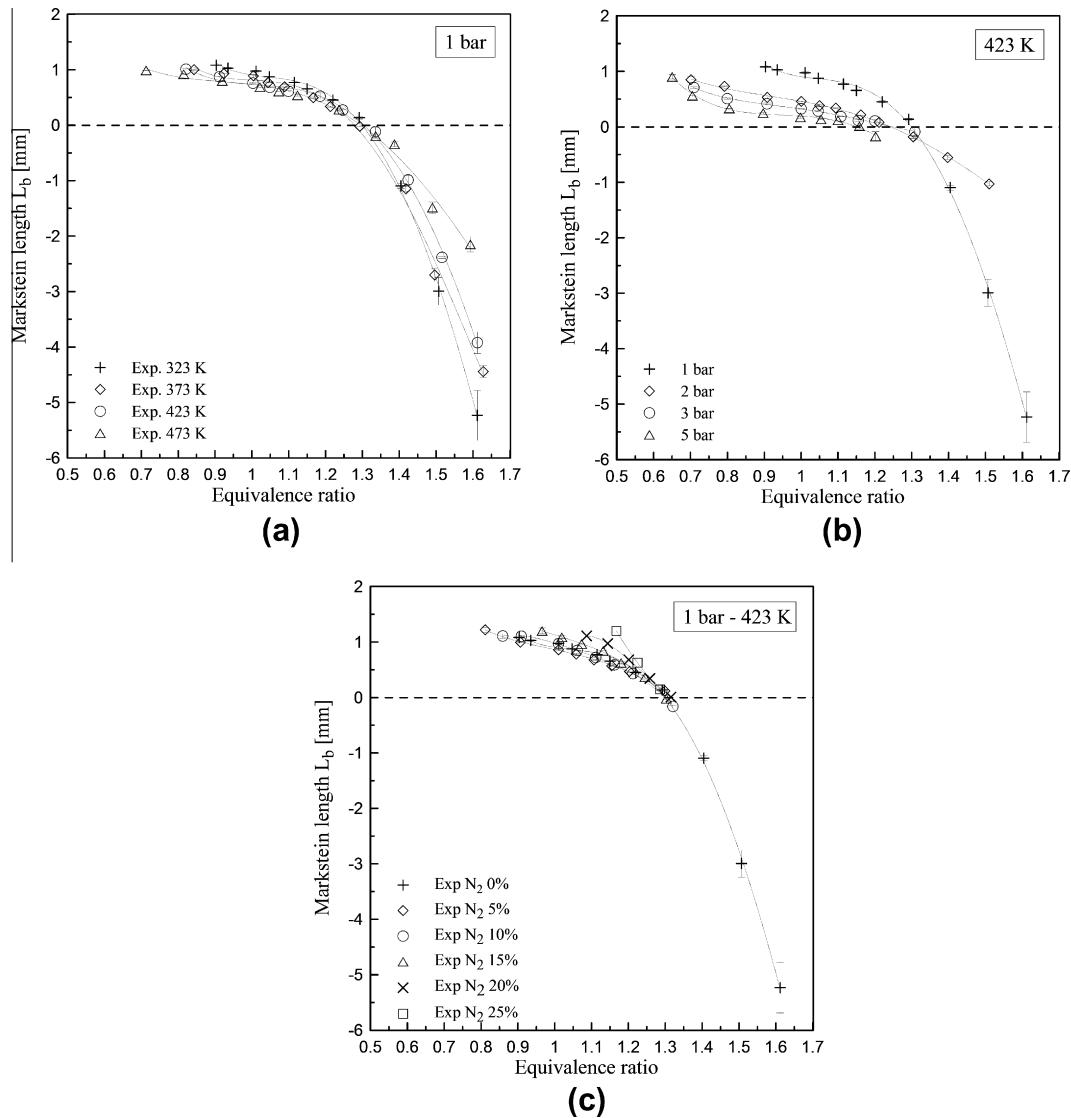 2
1
0
-1
-2
-3
-4
-5
-6
Markstein length Lb [mm]
1 bar
Exp. 323 K
Exp. 373 K
Exp. 423 K
Exp. 473 K
0.5 0.6 0.7 0.8 0.9 1 1.1 1.2 1.3 1.4 1.5 1.6 1.7
Equivalence ratio
(a)
2
1
0
-1
-2
-3
-4
-5
-6
Markstein length Lb [mm]
423 K
1 bar
2 bar
3 bar
5 bar
0.5 0.6 0.7 0.8 0.9 1 1.1 1.2 1.3 1.4 1.5 1.6 1.7
Equivalence ratio
(b)
2
1
0
-1
-2
-3
-4
-5
-6
Markstein length Lb [mm]
1 bar - 423 K
Exp N2 0%
Exp N2 5%
Exp N2 10%
Exp N2 15%
Exp N2 20%
Exp N2 25%
0.5 0.6 0.7 0.8 0.9 1 1.1 1.2 1.3 1.4 1.5 1.6 1.7
Equivalence ratio
(c)